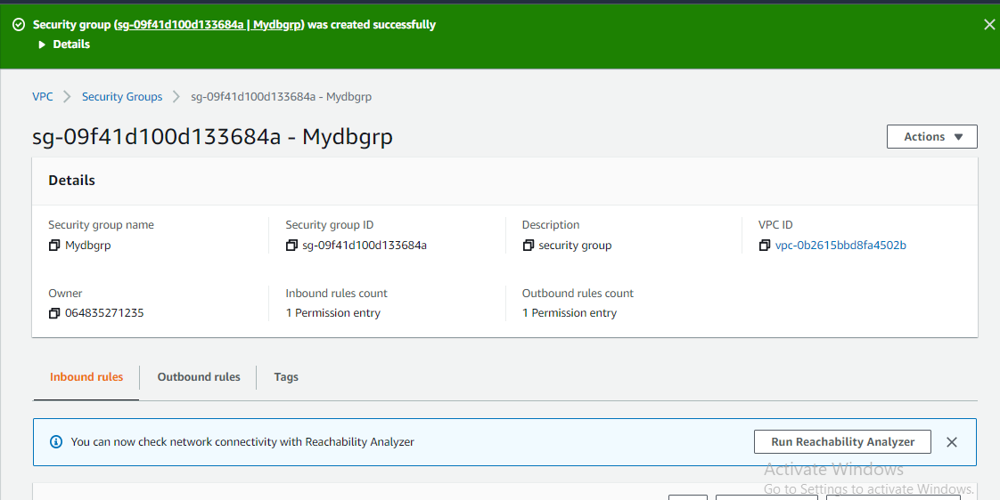 Security group (sg-09f41d100d133684a | Mydbgrp) was created successfully
Details
VPC Security Groups sg-09f41d100d133684a - Mydbgrp
sg-09f41d100d133684a - Mydbgrp
Actions
Details
Security group name Security group ID Description VPC ID
Mydbgrp sg-09f41d100d133684a security group vpc-0b2615bbd8fa4502b
Owner Inbound rules count Outbound rules count
064835271235 1 Permission entry 1 Permission entry
Inbound rules Outbound rules Tags
You can now check network connectivity with Reachability Analyzer Run Reachability Analyzer
Activate Windows
Go to Settings to activate Windows.